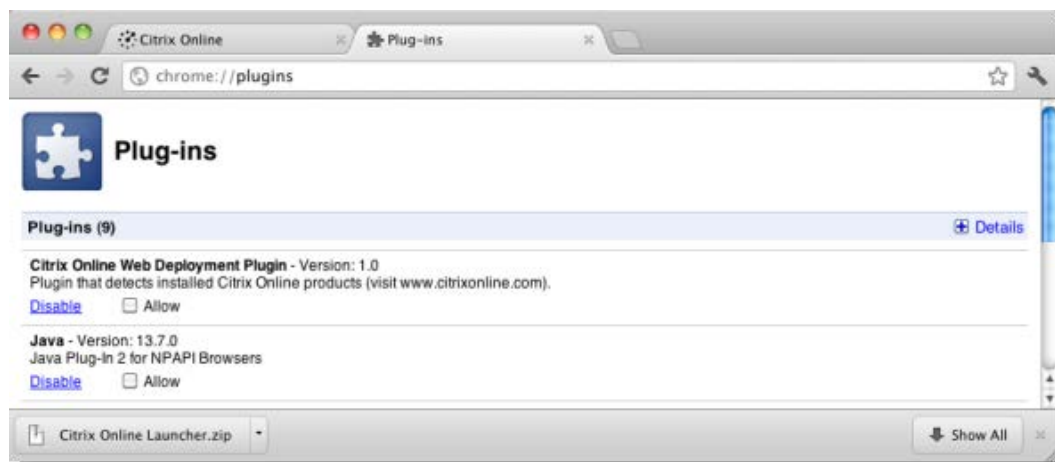 Citrix Online
Plug-ins
chrome://plugins
Plug-ins
Plug-ins (9)
Details
Citrix Online Web Deployment Plugin - Version: 1.0
Plugin that detects installed Citrix Online products (visit www.citrixonline.com).
Disable Allow
Java - Version: 13.7.0
Java Plug-In 2 for NPAPI Browsers
Disable Allow
Citrix Online Launcher.zip
Show All